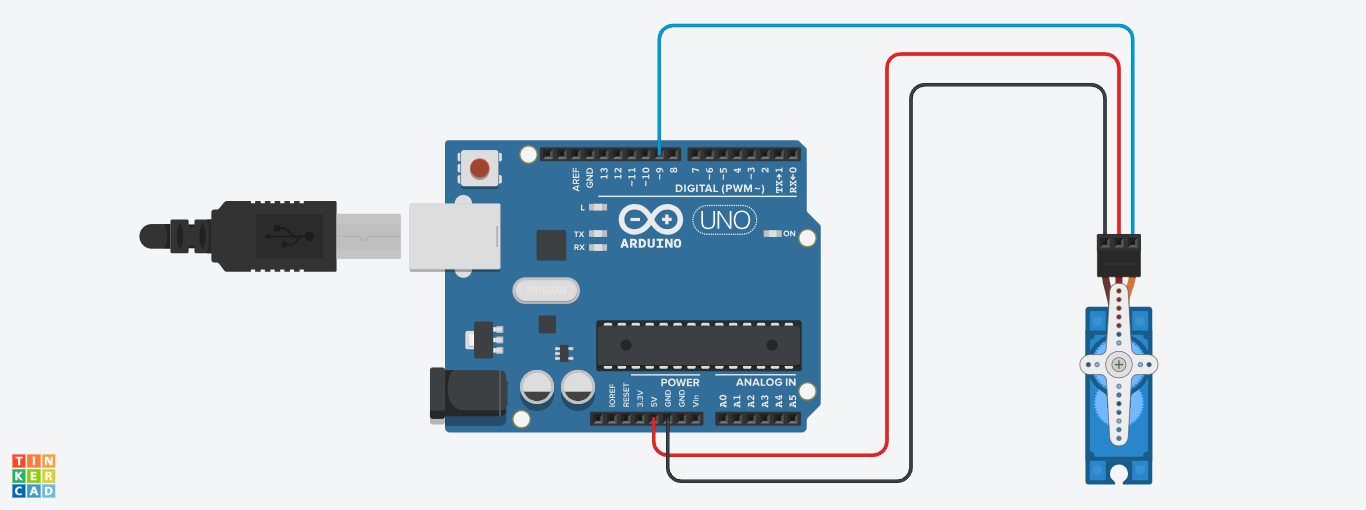 AREF
GND
13
12
~11
~10
~9
8
7
~6
~5
4
~3
2
TX→1
RX←0
DIGITAL (PWM~)
L
TX
RX
ARDUINO
UNO
ON
POWER
ANALOG IN
IOREF
RESET
3.3V
5V
GND
GND
Vin
A0
A1
A2
A3
A4
A5
TIN
KER
CAD